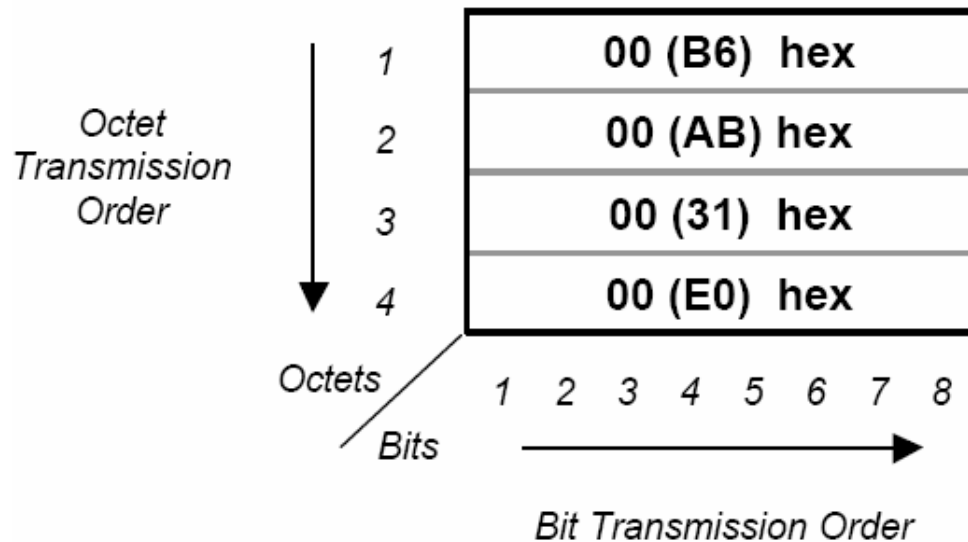 1 00 (B6) hex
Octet
Transmission
Order
2 00 (AB) hex
3 00 (31) hex
4 00 (E0) hex
Octets
Bits
1 2 3 4 5 6 7 8
Bit Transmission Order